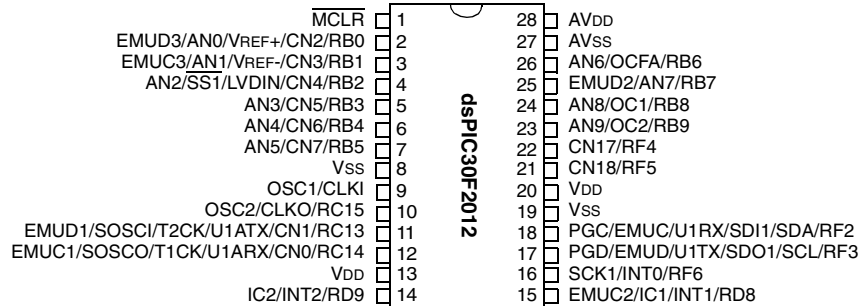 MCLR 1 28 AVDD
EMUD3/AN0/VREF+/CN2/RB0 2 27 AVSS
EMUC3/AN1/VREF-/CN3/RB1 3 26 AN6/OCFA/RB6
AN2/SS1/LVDIN/CN4/RB2 4 25 EMUD2/AN7/RB7
AN3/CN5/RB3 5 24 AN8/OC1/RB8
AN4/CN6/RB4 6 23 AN9/OC2/RB9
AN5/CN7/RB5 7 22 CN17/RF4
VSS 8 21 CN18/RF5
OSC1/CLKI 9 20 VDD
OSC2/CLKO/RC15 10 19 VSS
EMUD1/SOSCI/T2CK/U1ATX/CN1/RC13 11 18 PGC/EMUC/U1RX/SDI1/SDA/RF2
EMUC1/SOSCO/T1CK/U1ARX/CN0/RC14 12 17 PGD/EMUD/U1TX/SDO1/SCL/RF3
VDD 13 16 SCK1/INT0/RF6
IC2/INT2/RD9 14 15 EMUC2/IC1/INT1/RD8
dsPIC30F2012